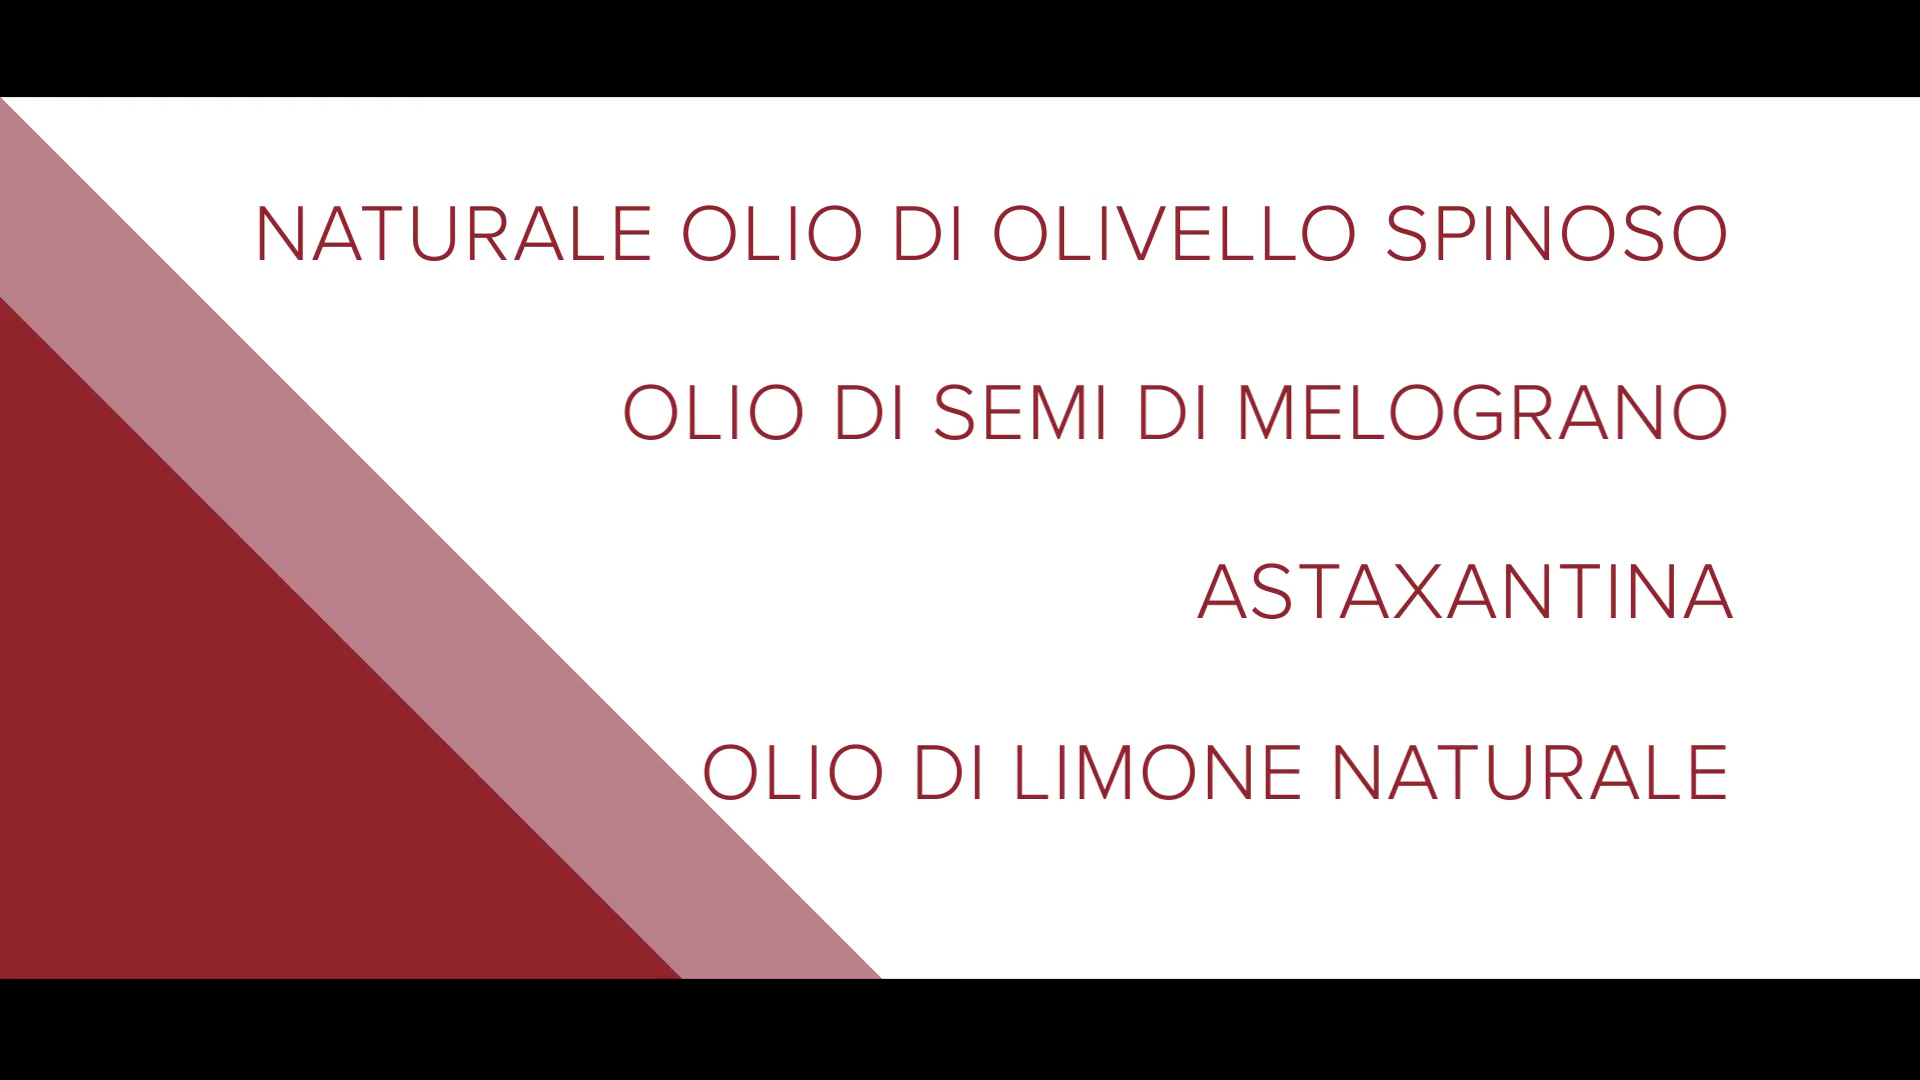 NATURALE OLIO DI OLIVELLO SPINOSO
OLIO DI SEMI DI MELOGRANO
ASTAXANTINA
OLIO DI LIMONE NATURALE